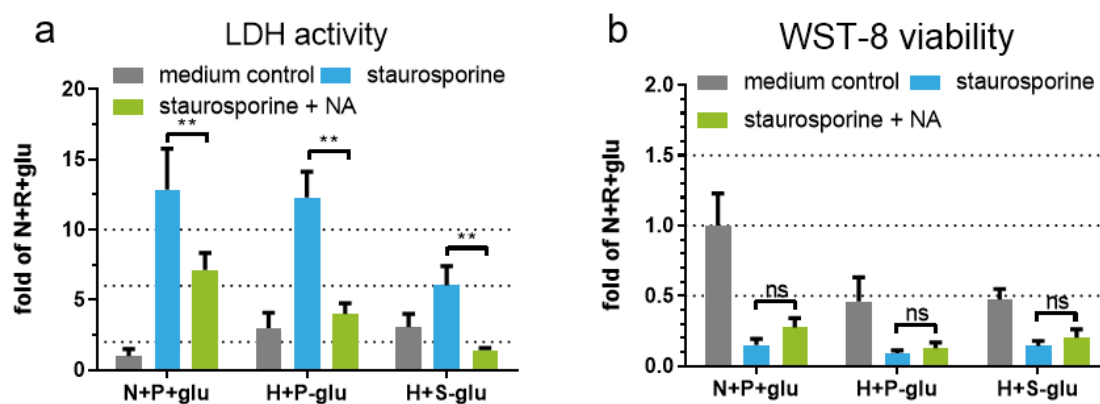 a
LDH activity
medium control staurosporine
staurosporine + NA
20
15
10
5
0
fold of N+R+glu
**
**
**
N+P+glu H+P-glu H+S-glu
b
WST-8 viability
medium control staurosporine
staurosporine + NA
2.0
1.5
1.0
0.5
0.0
fold of N+R+glu
ns
ns
ns
N+P+glu H+P-glu H+S-glu